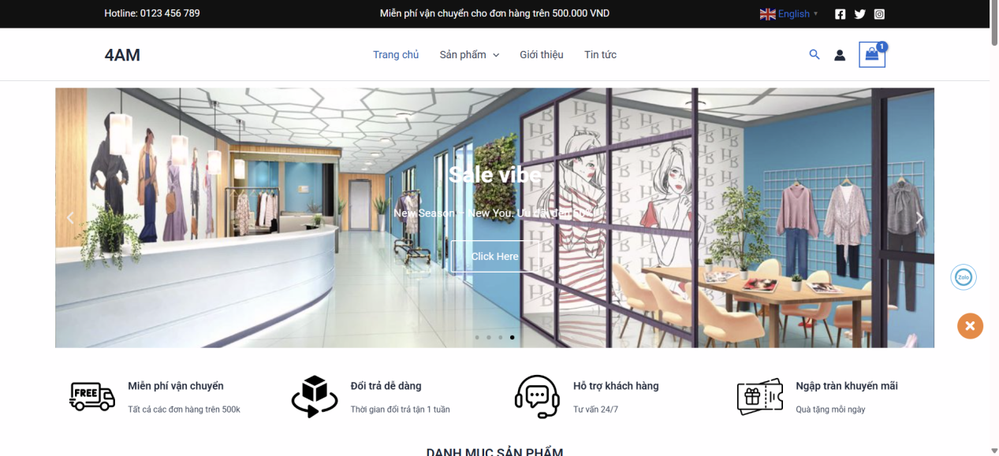 Hotline: 0123 456 789
Miễn phí vận chuyển cho đơn hàng trên 500.000 VND
English
4AM
Trang chủ
Sản phẩm
Giới thiệu
Tin tức
1
Sale vibe
New Season – New You. Ưu đãi đến 50%!
Click Here
Zalo
FREE
Miễn phí vận chuyển
Tất cả các đơn hàng trên 500k
Đổi trả dễ dàng
Thời gian đổi trả tận 1 tuần
Hỗ trợ khách hàng
Tư vấn 24/7
Ngập tràn khuyến mãi
Quà tặng mỗi ngày
DANH MỤC SẢN PHẨM